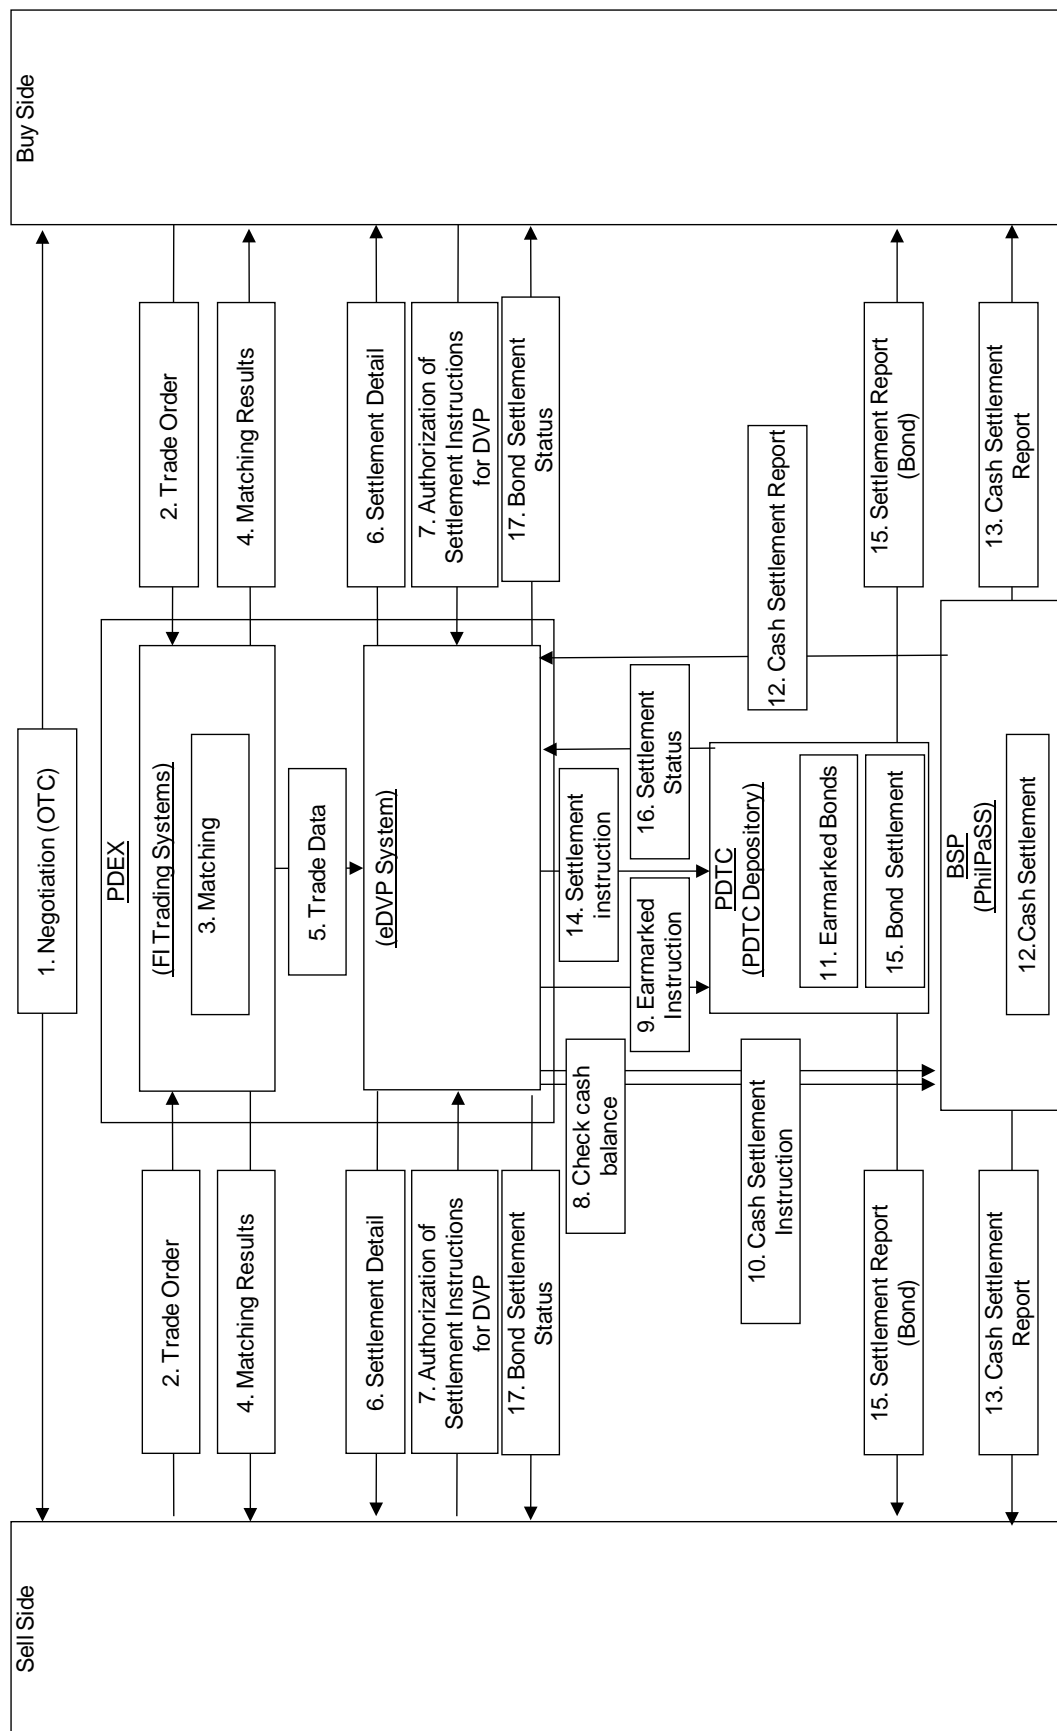 Sell Side
Buy Side
1. Negotiation (OTC)
PDEX
2. Trade Order
(FI Trading Systems)
2. Trade Order
3. Matching
4. Matching Results
4. Matching Results
5. Trade Data
6. Settlement Detail
(eDVP System)
6. Settlement Detail
7. Authorization of
Settlement Instructions
for DVP
7. Authorization of
Settlement Instructions
for DVP
17. Bond Settlement
Status
17. Bond Settlement
Status
8. Check cash
balance
14. Settlement
instruction
9. Earmarked
Instruction
16. Settlement
Status
10. Cash Settlement
Instruction
PDTC
(PDTC Depository)
12. Cash Settlement Report
11. Earmarked Bonds
15. Settlement Report
(Bond)
15. Bond Settlement
15. Settlement Report
(Bond)
BSP
(PhilPaSS)
13. Cash Settlement
Report
12.Cash Settlement
13. Cash Settlement
Report